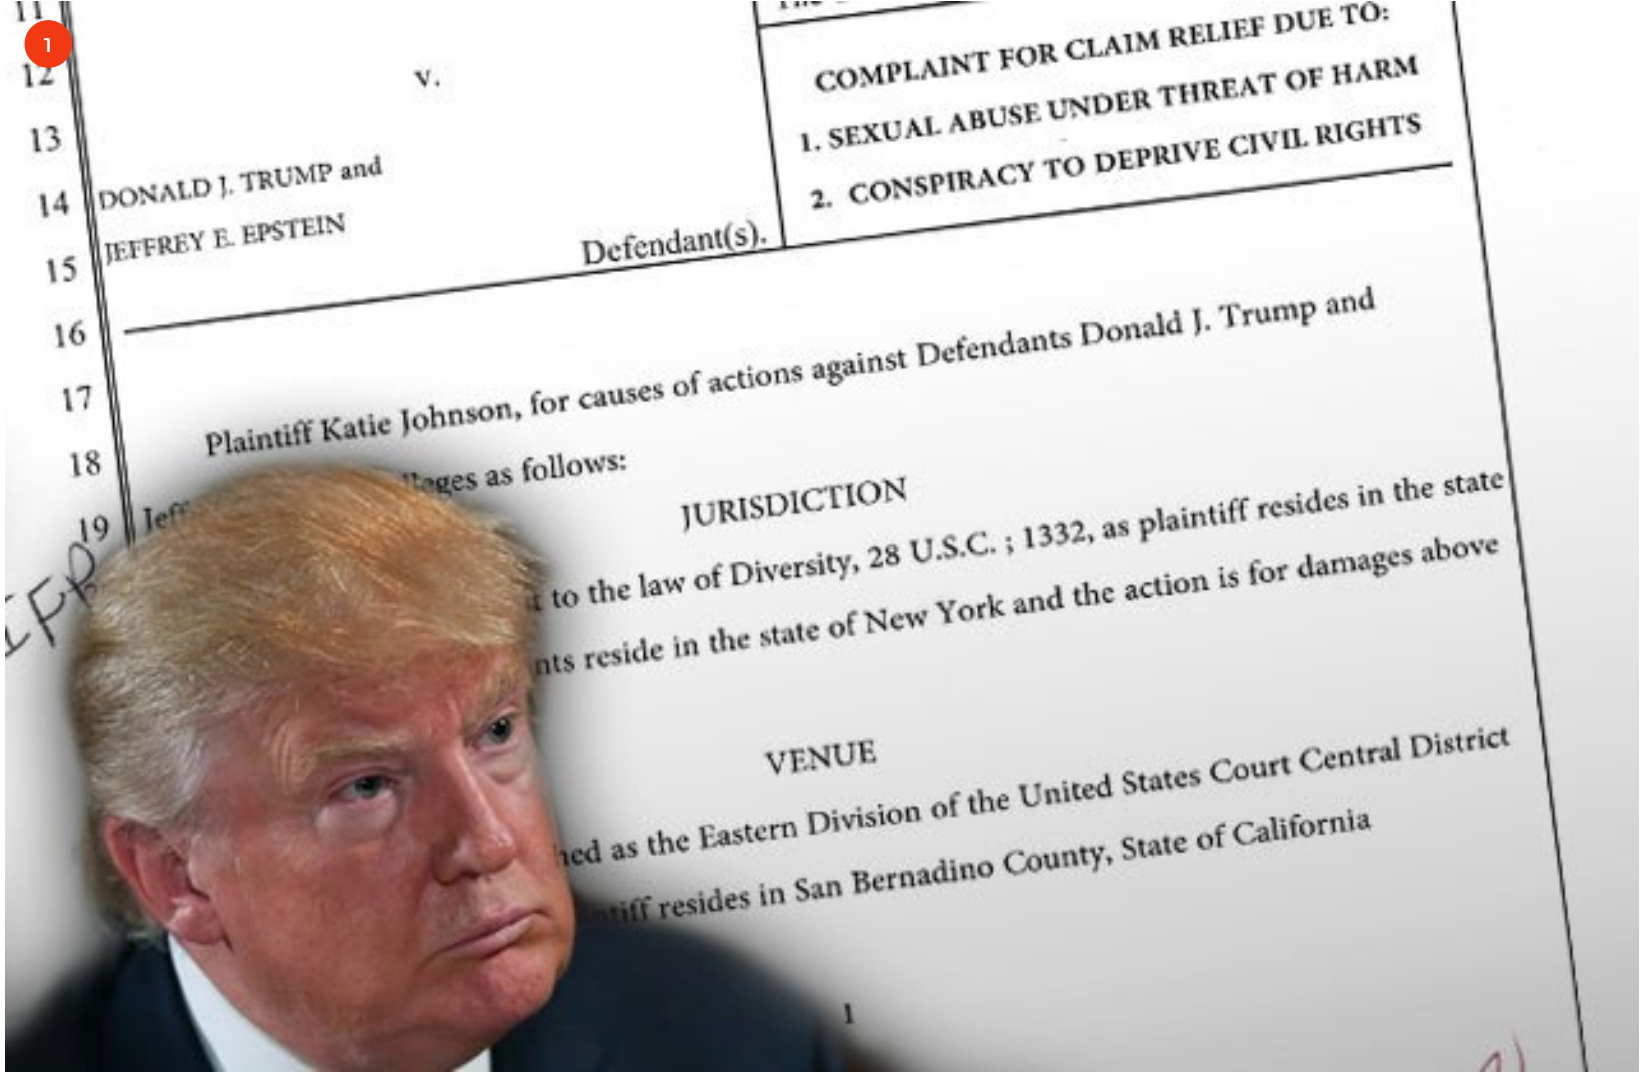 11
1
12
v.
COMPLAINT FOR CLAIM RELIEF DUE TO:
13
1. SEXUAL ABUSE UNDER THREAT OF HARM
14 DONALD J. TRUMP and
2. CONSPIRACY TO DEPRIVE CIVIL RIGHTS
15 JEFFREY E. EPSTEIN
Defendant(s).
16
17 Plaintiff Katie Johnson, for causes of actions against Defendants Donald J. Trump and
18 as follows:
19
JURISDICTION
to the law of Diversity, 28 U.S.C. ; 1332, as plaintiff resides in the state
reside in the state of New York and the action is for damages above
VENUE
as the Eastern Division of the United States Court Central District
resides in San Bernadino County, State of California
1